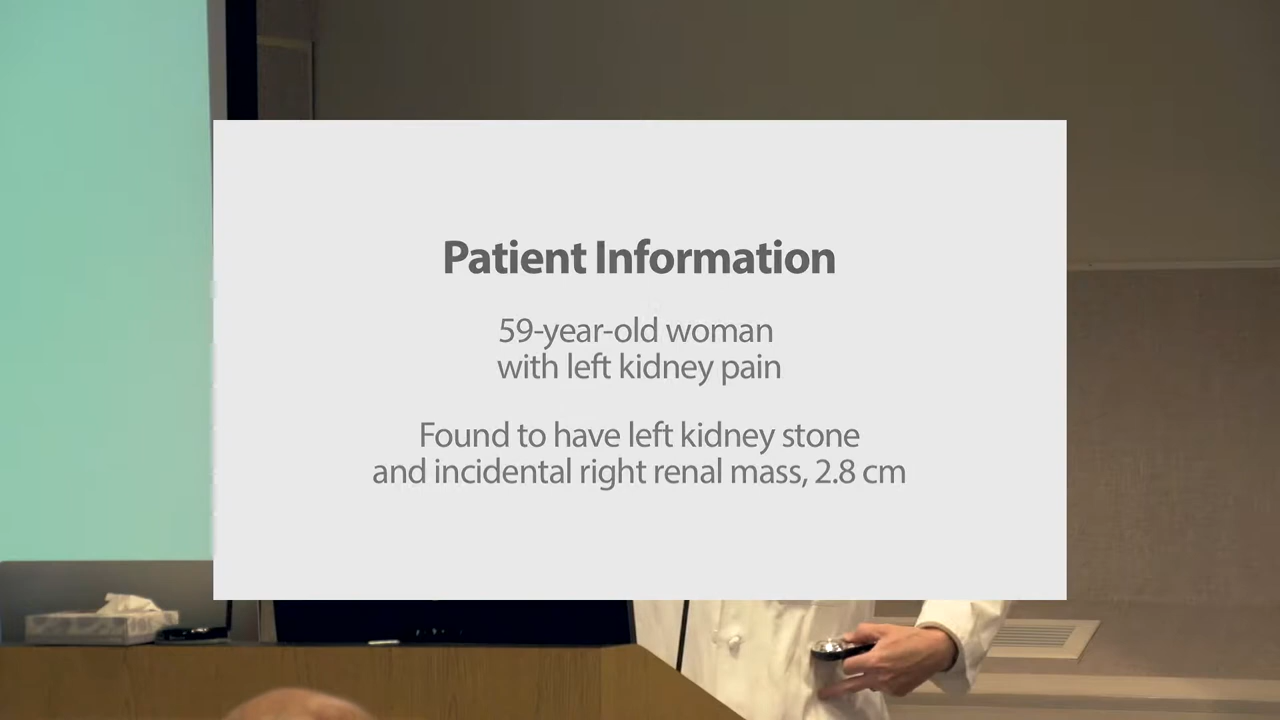 Patient Information
59-year-old woman
with left kidney pain
Found to have left kidney stone
and incidental right renal mass, 2.8 cm